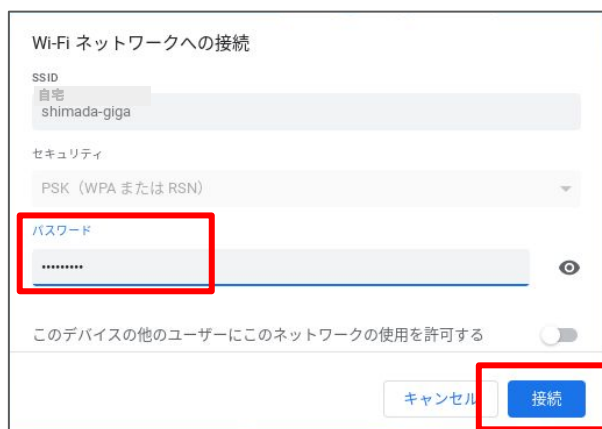 Wi-Fi ネットワークへの接続
SSID
自宅
shimada-giga
セキュリティ
PSK（WPA または RSN）
パスワード
•••••••••
このデバイスの他のユーザーにこのネットワークの使用を許可する
キャンセル
接続